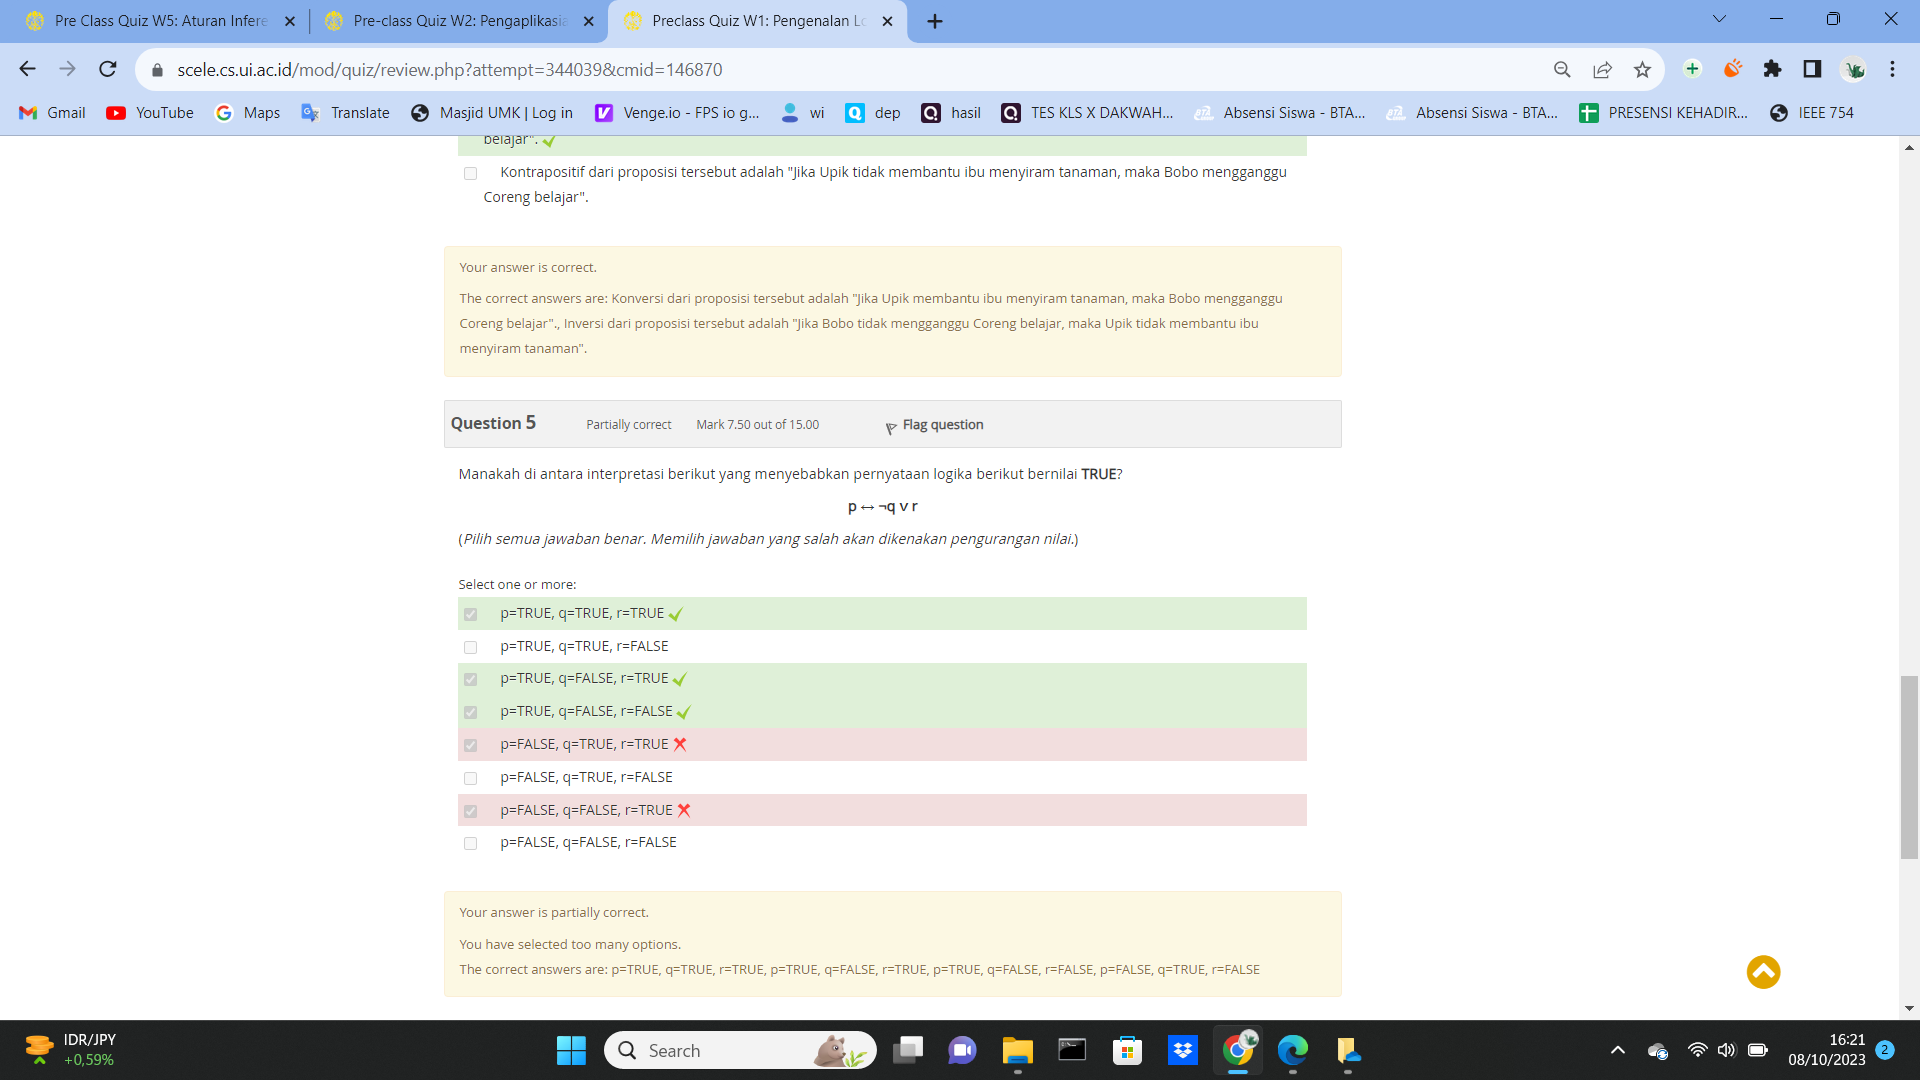 Pre Class Quiz W5: Aturan Infere
Pre-class Quiz W2: Pengaplikasia
Preclass Quiz W1: Pengenalan Lo
scele.cs.ui.ac.id/mod/quiz/review.php?attempt=344039&cmid=146870
Gmail YouTube Maps Translate Masjid UMK | Log in Venge.io - FPS io g... wi dep hasil TES KLS X DAKWAH... Absensi Siswa - BTA... Absensi Siswa - BTA... PRESENSI KEHADIR... IEEE 754
belajar".
Kontrapositif dari proposisi tersebut adalah "Jika Upik tidak membantu ibu menyiram tanaman, maka Bobo mengganggu
Coreng belajar".
Your answer is correct.
The correct answers are: Konversi dari proposisi tersebut adalah "Jika Upik membantu ibu menyiram tanaman, maka Bobo mengganggu
Coreng belajar"., Inversi dari proposisi tersebut adalah "Jika Bobo tidak mengganggu Coreng belajar, maka Upik tidak membantu ibu
menyiram tanaman".
Question 5 Partially correct Mark 7.50 out of 15.00 Flag question
Manakah di antara interpretasi berikut yang menyebabkan pernyataan logika berikut bernilai TRUE?
p ↔ ¬q ∨ r
(Pilih semua jawaban benar. Memilih jawaban yang salah akan dikenakan pengurangan nilai.)
Select one or more:
p=TRUE, q=TRUE, r=TRUE
p=TRUE, q=TRUE, r=FALSE
p=TRUE, q=FALSE, r=TRUE
p=TRUE, q=FALSE, r=FALSE
p=FALSE, q=TRUE, r=TRUE
p=FALSE, q=TRUE, r=FALSE
p=FALSE, q=FALSE, r=TRUE
p=FALSE, q=FALSE, r=FALSE
Your answer is partially correct.
You have selected too many options.
The correct answers are: p=TRUE, q=TRUE, r=TRUE, p=TRUE, q=FALSE, r=TRUE, p=TRUE, q=FALSE, r=FALSE, p=FALSE, q=TRUE, r=FALSE
IDR/JPY
+0,59%
Search
16:21
08/10/2023
2